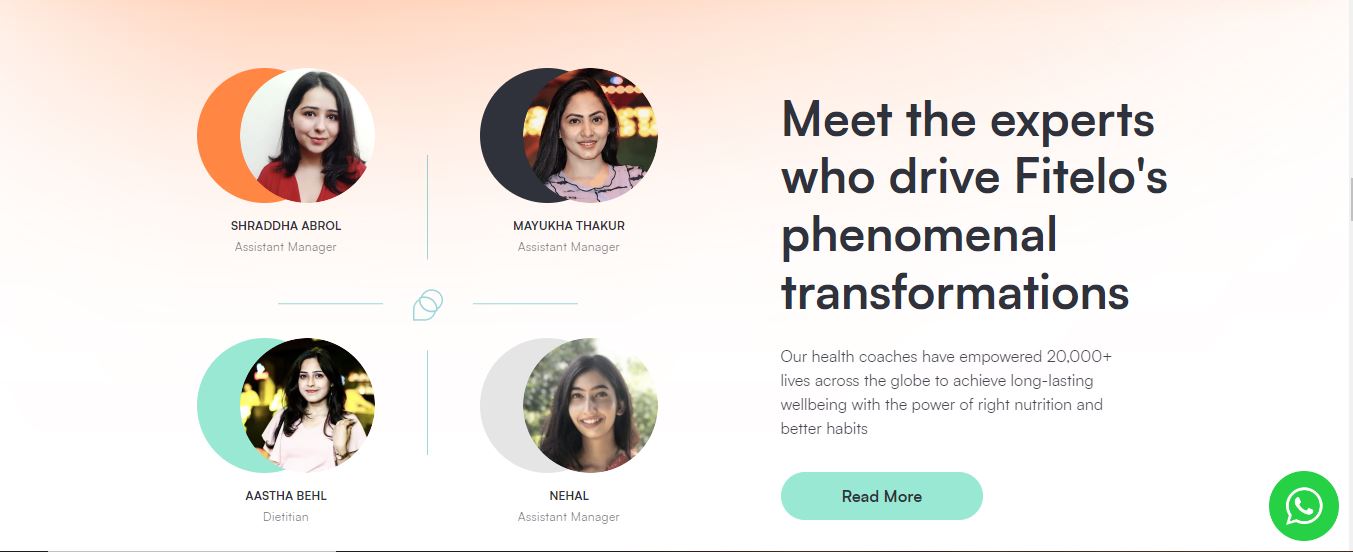 SHRADDHA ABROL
Assistant Manager
MAYUKHA THAKUR
Assistant Manager
AASTHA BEHL
Dietitian
NEHAL
Assistant Manager
Meet the experts
who drive Fitelo's
phenomenal
transformations
Our health coaches have empowered 20,000+
lives across the globe to achieve long-lasting
wellbeing with the power of right nutrition and
better habits
Read More